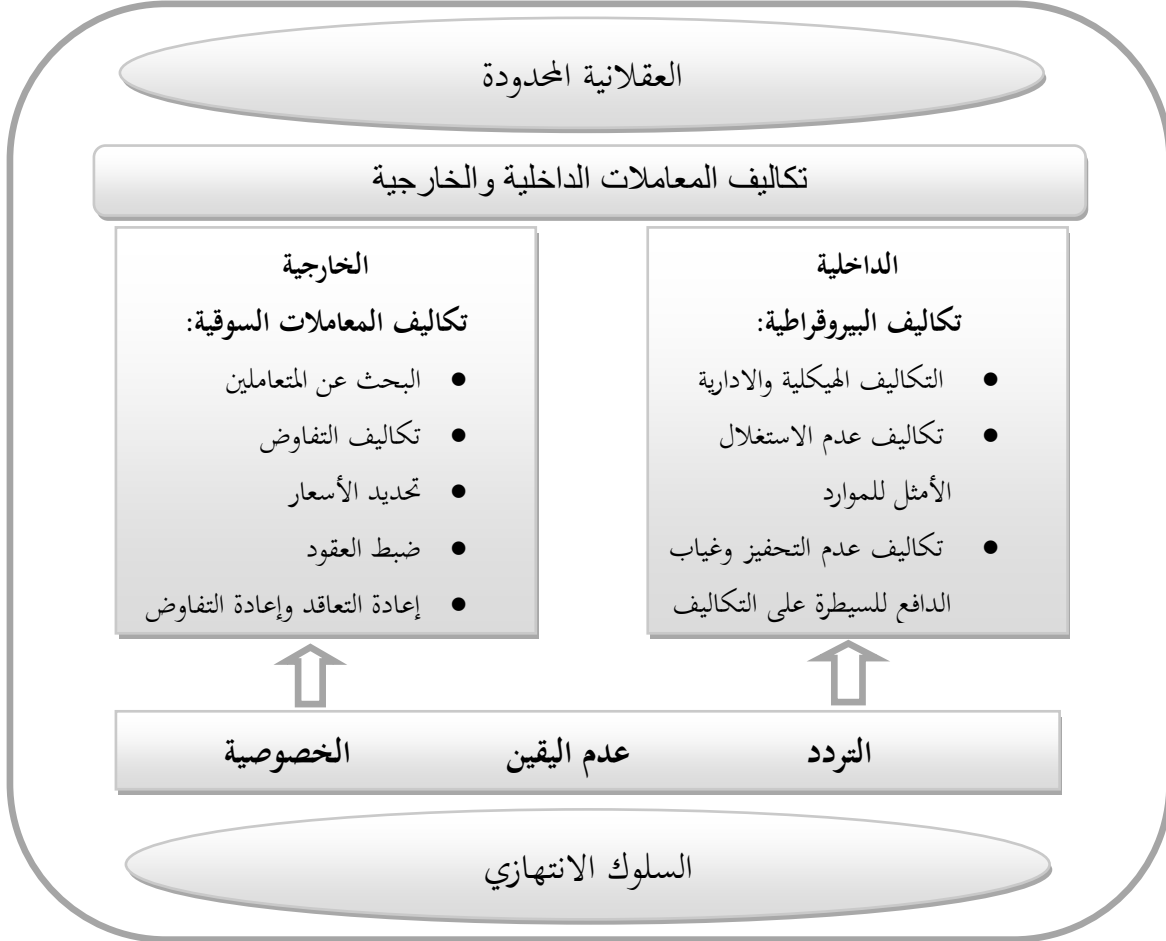 العقلانية المحدودة
تكاليف المعاملات الداخلية والخارجية
الداخلية
تكاليف البيروقراطية:
● التكاليف الهيكلية والادارية
● تكاليف عدم الاستغلال
الأمثل للموارد
● تكاليف عدم التحفيز وغياب
الدافع للسيطرة على التكاليف
الخارجية
تكاليف المعاملات السوقية:
● البحث عن المتعاملين
● تكاليف التفاوض
● تحديد الأسعار
● ضبط العقود
● إعادة التعاقد وإعادة التفاوض
التردد عدم اليقين الخصوصية
السلوك الانتهازي